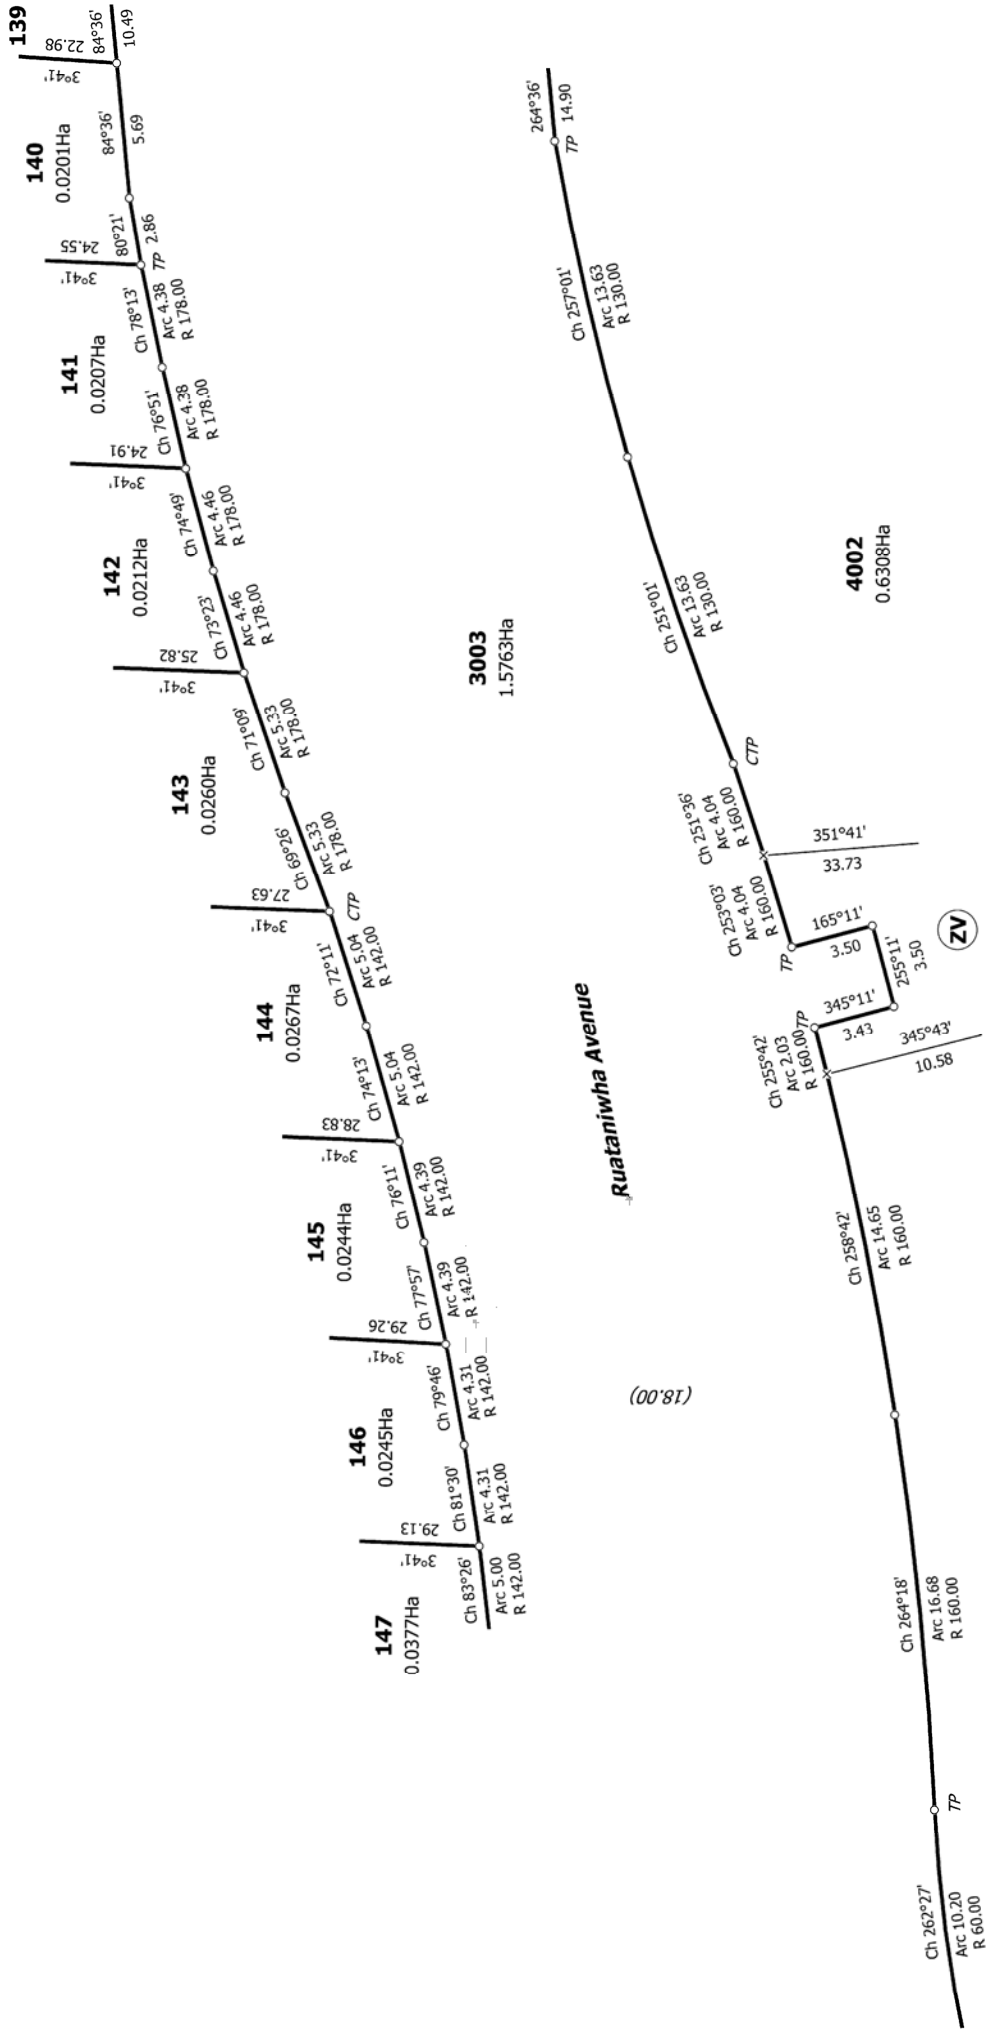 139
22.98
3°41'
84°36'
10.49
140
0.0201Ha
84°36'
5.69
24.55
3°41'
80°21'
2.86
TP
141
0.0207Ha
Ch 78°13'
Arc 4.38
R 178.00
Ch 76°51'
Arc 4.38
R 178.00
24.91
3°41'
142
0.0212Ha
Ch 74°49'
Arc 4.46
R 178.00
Ch 73°23'
Arc 4.46
R 178.00
25.82
3°41'
143
0.0260Ha
Ch 71°09'
Arc 5.33
R 178.00
Ch 69°26'
Arc 5.33
R 178.00
27.63
3°41'
CTP
144
0.0267Ha
Ch 72°11'
Arc 5.04
R 142.00
Ch 74°13'
Arc 5.04
R 142.00
28.83
3°41'
145
0.0244Ha
Ch 76°11'
Arc 4.39
R 142.00
Ch 77°57'
Arc 4.39
R 142.00
29.26
3°41'
146
0.0245Ha
Ch 79°46'
Arc 4.31
R 142.00
Ch 81°30'
Arc 4.31
R 142.00
29.13
3°41'
147
0.0377Ha
Ch 83°26'
Arc 5.00
R 142.00
3003
1.5763Ha
Ruataniwha Avenue
(18.00)
264°36'
14.90
TP
Ch 257°01'
Arc 13.63
R 130.00
Ch 251°01'
Arc 13.63
R 130.00
4002
0.6308Ha
CTP
Ch 251°36'
Arc 4.04
R 160.00
351°41'
33.73
Ch 253°03'
Arc 4.04
R 160.00
TP
165°11'
3.50
255°11'
3.50
ZV
345°11'
3.43
TP
Ch 255°42'
Arc 2.03
R 160.00
345°43'
10.58
Ch 258°42'
Arc 14.65
R 160.00
Ch 264°18'
Arc 16.68
R 160.00
TP
Ch 262°27'
Arc 10.20
R 60.00